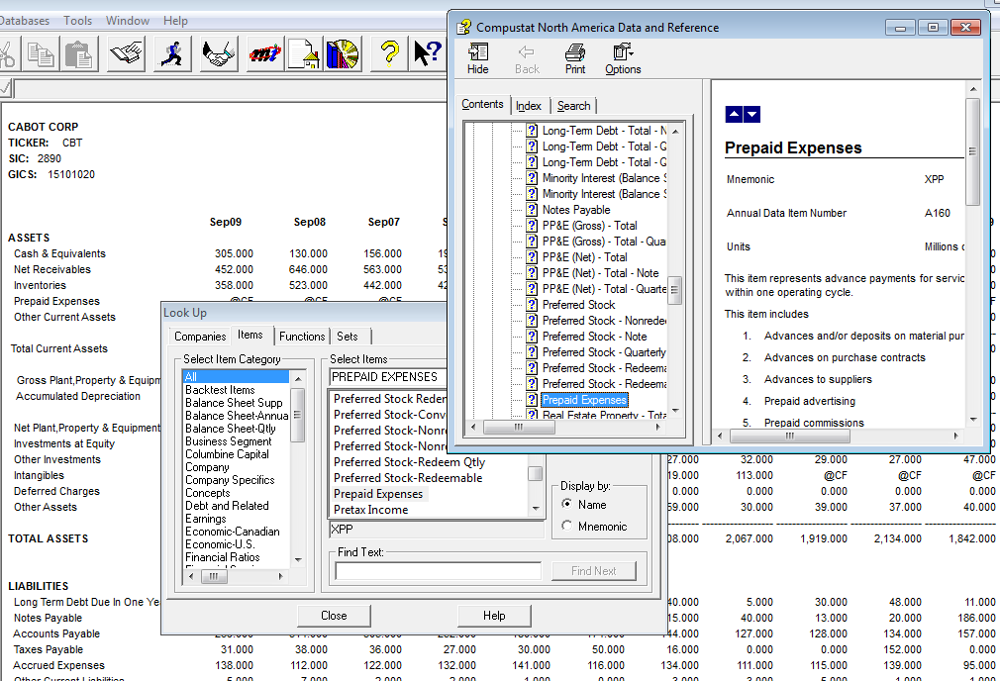 Databases Tools Window Help
CABOT CORP
TICKER: CBT
SIC: 2890
GICS: 15101020
Sep09 Sep08 Sep07
ASSETS
Cash & Equivalents 305.000 130.000 156.000
Net Receivables 452.000 646.000 563.000
Inventories 358.000 523.000 442.000
Prepaid Expenses @CF @CF @CF
Other Current Assets
Total Current Assets
Gross Plant,Property & Equipm
Accumulated Depreciation
Net Plant,Property & Equipment
Investments at Equity
Other Investments 27.000 32.000 29.000 27.000 47.000
Intangibles 19.000 113.000 @CF @CF @CF
Deferred Charges 0.000 0.000 0.000 0.000
Other Assets 59.000 30.000 39.000 37.000 40.000
TOTAL ASSETS 08.000 2,067.000 1,919.000 2,134.000 1,842.000
LIABILITIES
Long Term Debt Due In One Ye 40.000 5.000 30.000 48.000 11.000
Notes Payable 15.000 40.000 13.000 20.000 186.000
Accounts Payable 44.000 127.000 128.000 134.000 157.000
Taxes Payable 31.000 38.000 36.000 27.000 30.000 50.000 16.000 0.000 0.000 152.000 0.000
Accrued Expenses 138.000 112.000 122.000 132.000 141.000 116.000 134.000 111.000 115.000 139.000 95.000
Look Up
Companies Items Functions Sets
Select Item Category
All
Backtest Items
Balance Sheet Supp
Balance Sheet-Annua
Balance Sheet-Qtly
Business Segment
Columbine Capital
Company
Company Specifics
Concepts
Debt and Related
Earnings
Economic-Canadian
Economic-U.S.
Financial Ratios
Select Items
PREPAID EXPENSES
Preferred Stock Reden
Preferred Stock-Conv
Preferred Stock-Nonre
Preferred Stock-Nonre
Preferred Stock-Redeem Qtly
Preferred Stock-Redeemable
Prepaid Expenses
Pretax Income
XPP
Display by:
Name
Mnemonic
Find Text:
Find Next
Close Help
Compustat North America Data and Reference
Hide Back Print Options
Contents Index Search
Long-Term Debt - Total - N
Long-Term Debt - Total - Q
Long-Term Debt - Total - Q
Minority Interest (Balance S
Minority Interest (Balance S
Notes Payable
PP&E (Gross) - Total
PP&E (Gross) - Total - Qua
PP&E (Net) - Total
PP&E (Net) - Total - Note
PP&E (Net) - Total - Quarte
Preferred Stock
Preferred Stock - Nonredee
Preferred Stock - Note
Preferred Stock - Quarterly
Preferred Stock - Redeema
Preferred Stock - Redeema
Prepaid Expenses
Real Estate Property - Tota
Prepaid Expenses
Mnemonic XPP
Annual Data Item Number A160
Units Millions
This item represents advance payments for servic
within one operating cycle.
This item includes
1. Advances and/or deposits on material pur
2. Advances on purchase contracts
3. Advances to suppliers
4. Prepaid advertising
5. Prepaid commissions